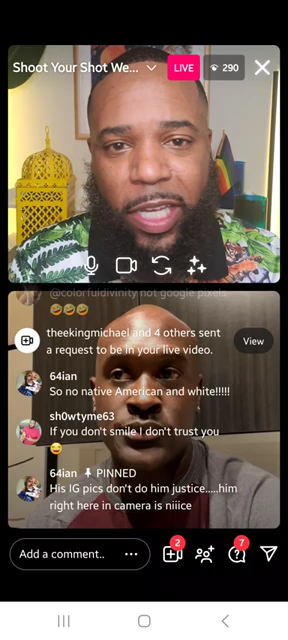 Shoot Your Shot We...
LIVE
290
@colorfuldivinity not google pixels
🤣🤣🤣
theekingmichael and 4 others sent
a request to be in your live video.
View
64ian
So no native American and white!!!!!
sh0wtyme63
If you don't smile I don't trust you
😅
64ian 📌 PINNED
His IG pics don't do him justice.....him
right here in camera is niiice
Add a comment..
2
7